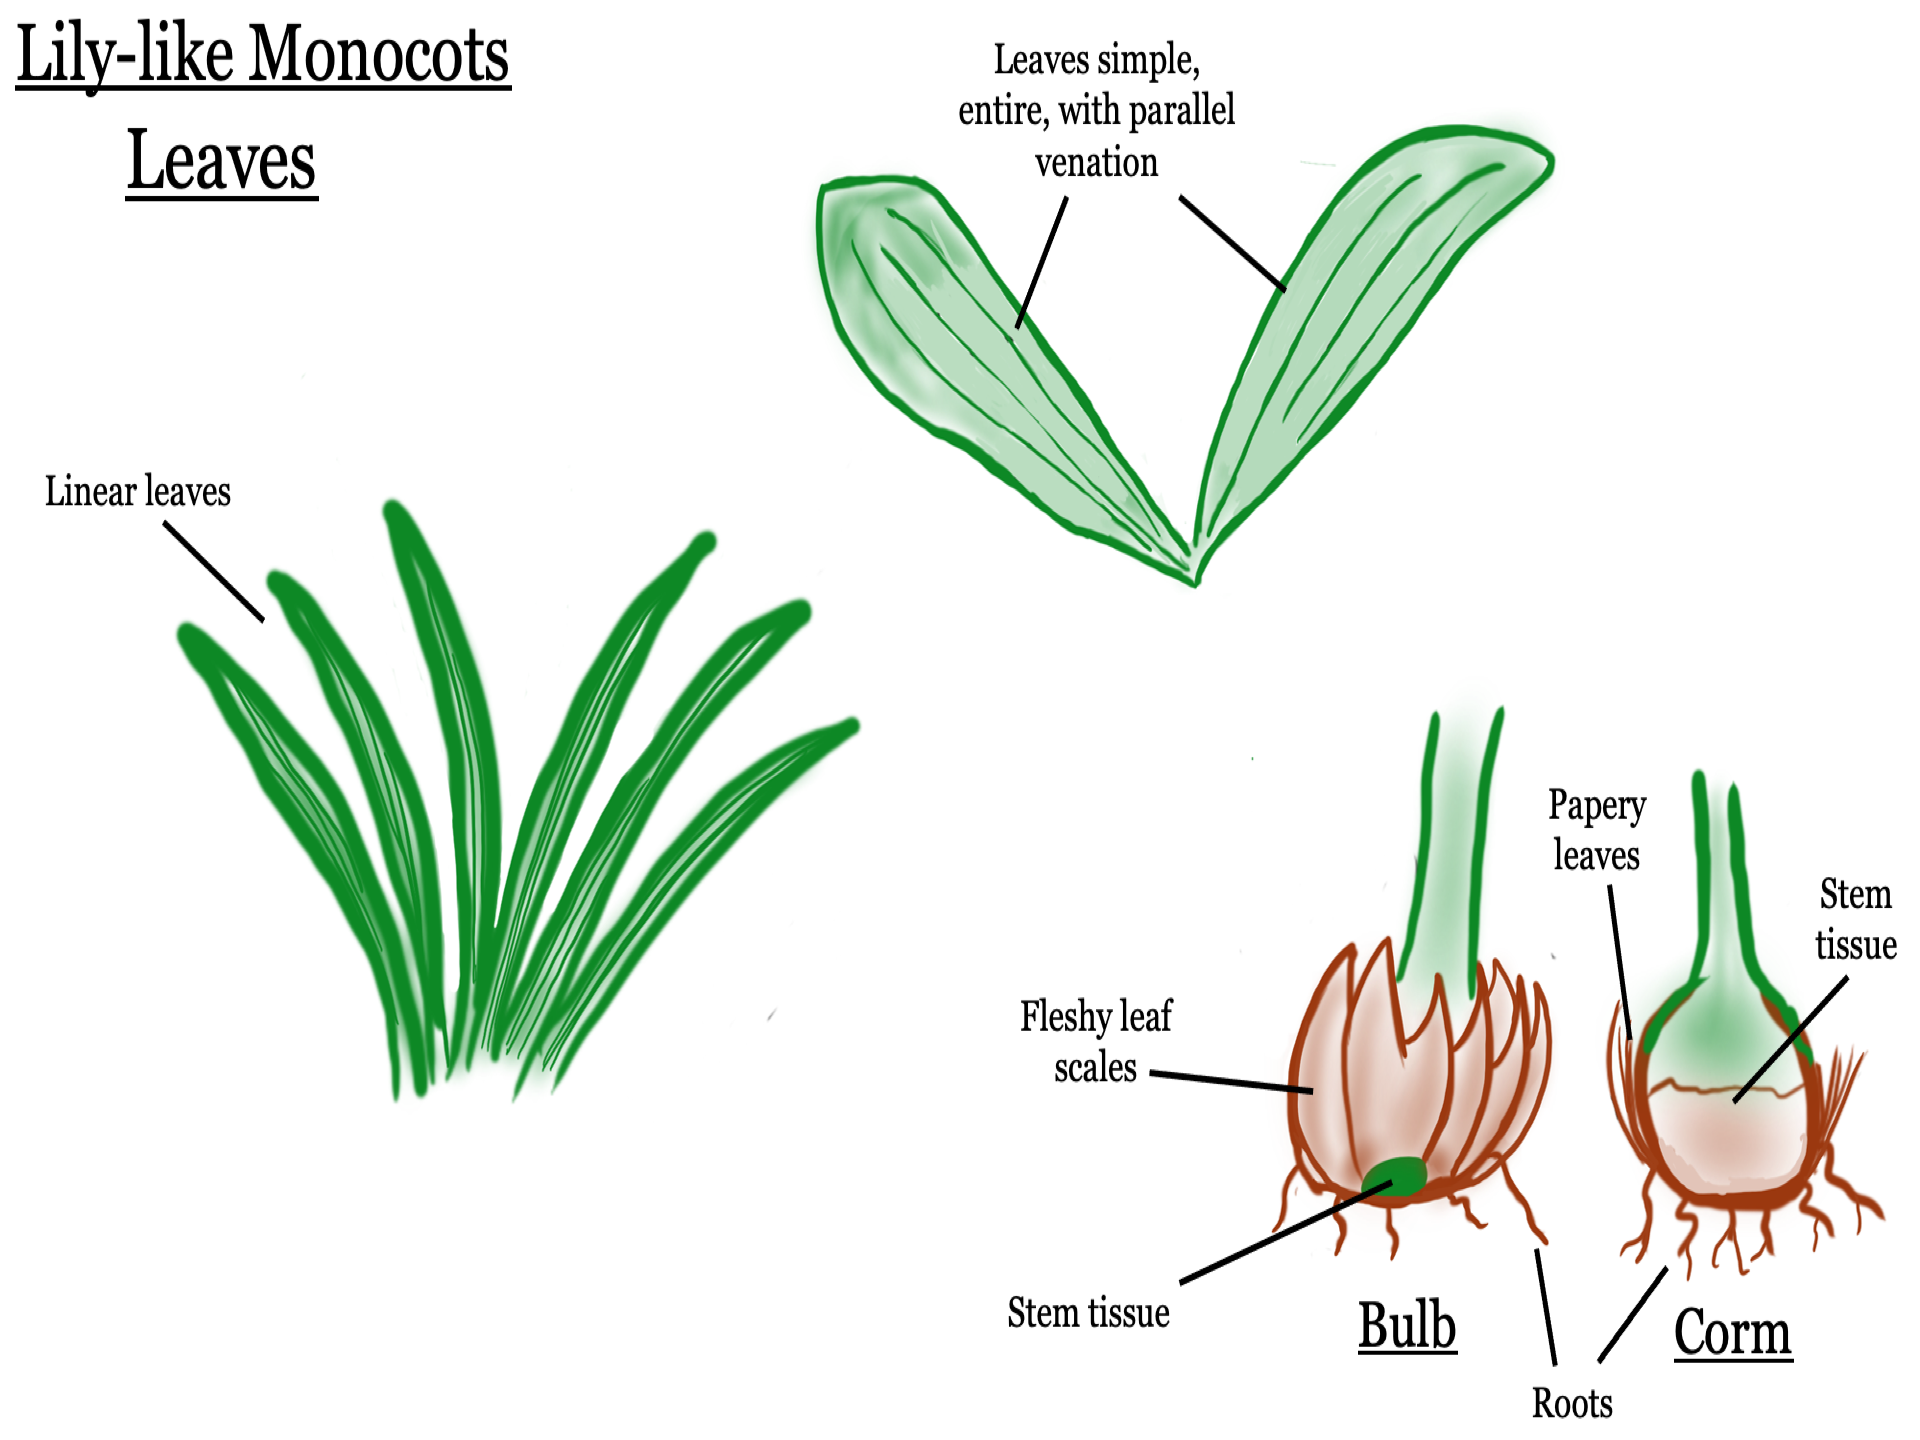 Lily-like Monocots
Leaves
Leaves simple,
entire, with parallel
venation
Linear leaves
Papery
leaves
Stem
tissue
Fleshy leaf
scales
Stem tissue
Bulb
Corm
Roots